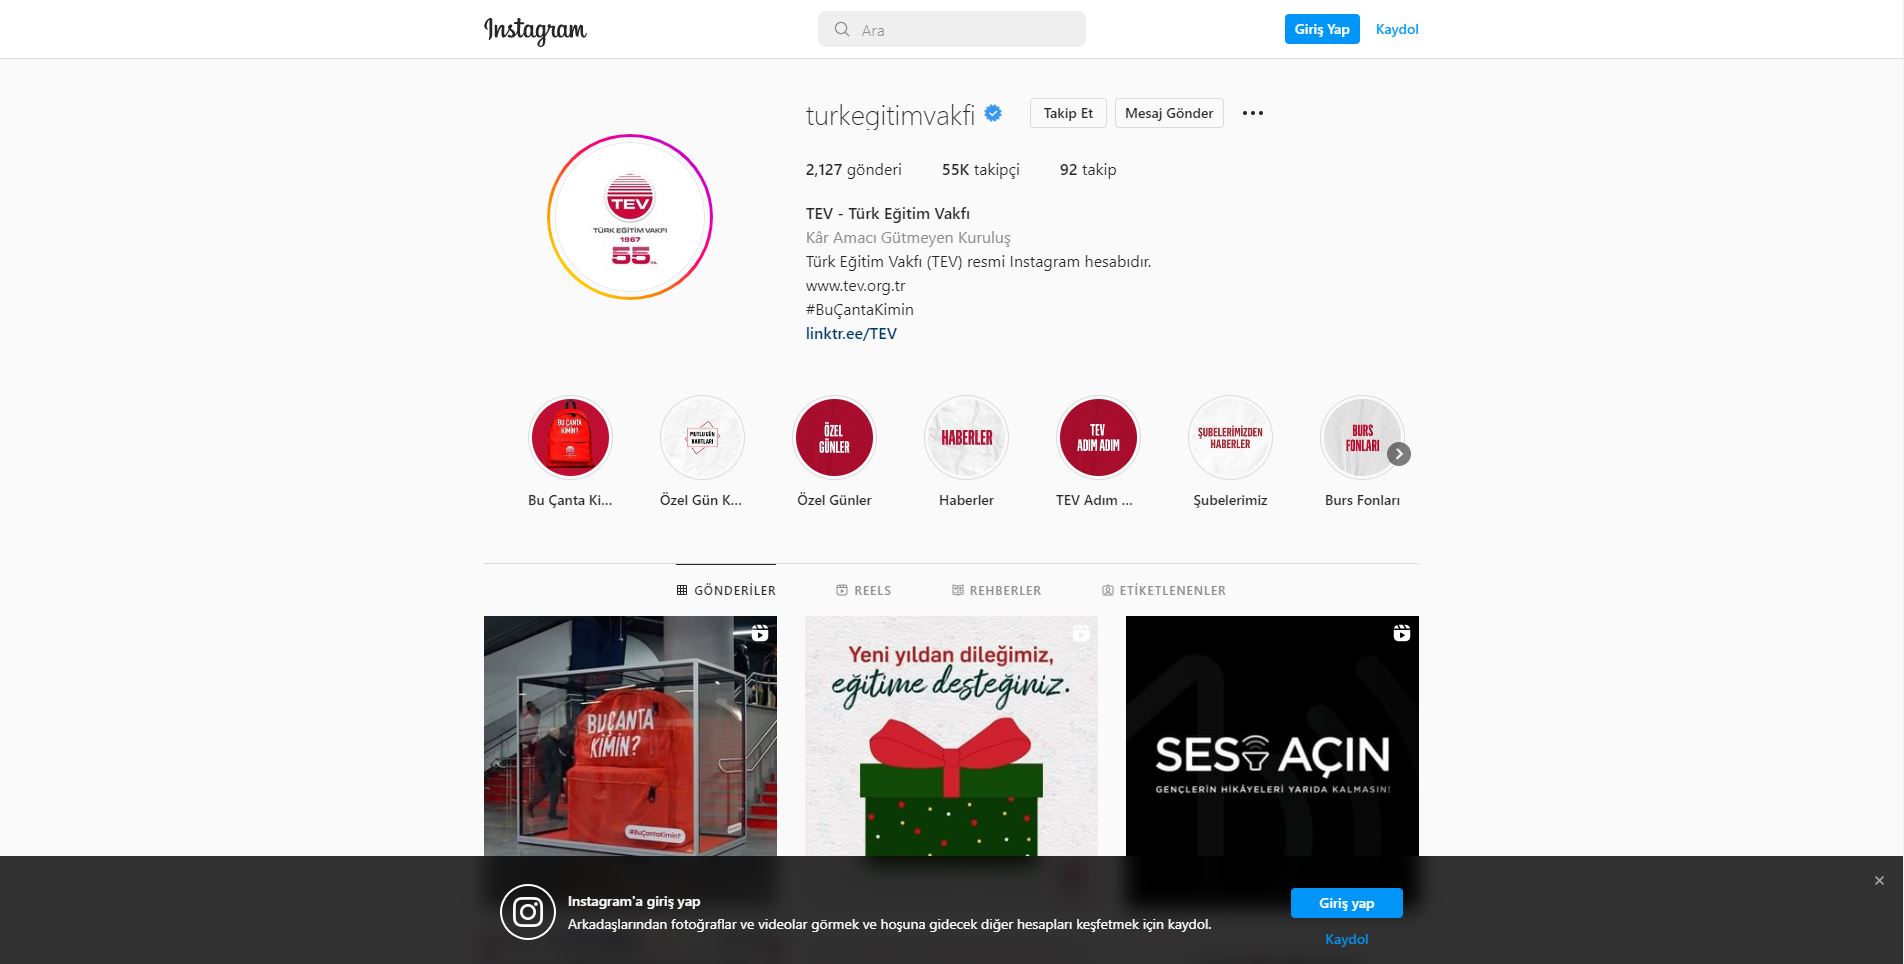 Instagram
Ara
Giriş Yap
Kaydol
turkegitimvakfi
Takip Et
Mesaj Gönder
2,127 gönderi
55K takipçi
92 takip
TEV - Türk Eğitim Vakfı
Kâr Amacı Gütmeyen Kuruluş
Türk Eğitim Vakfı (TEV) resmi Instagram hesabıdır.
www.tev.org.tr
#BuÇantaKimin
linktr.ee/TEV
TEV
TÜRK EĞİTİM VAKFI
1967
55
BU ÇANTA
KİMİN?
MUTLU GÜN
KARTLARI
ÖZEL
GÜNLER
HABERLER
TEV
ADIM ADIM
ŞUBELERİMİZDEN
HABERLER
BURS
FONLARI
Bu Çanta Ki...
Özel Gün K...
Özel Günler
Haberler
TEV Adım ...
Şubelerimiz
Burs Fonları
GÖNDERİLER
REELS
REHBERLER
ETİKETLENENLER
BU ÇANTA
KİMİN?
#BuÇantaKimin?
Yeni yıldan dileğimiz,
eğitime desteğiniz.
SESİ AÇIN
GENÇLERİN HİKÂYELERİ YARIDA KALMASIN!
Instagram'a giriş yap
Arkadaşlarından fotoğraflar ve videolar görmek ve hoşuna gidecek diğer hesapları keşfetmek için kaydol.
Giriş yap
Kaydol